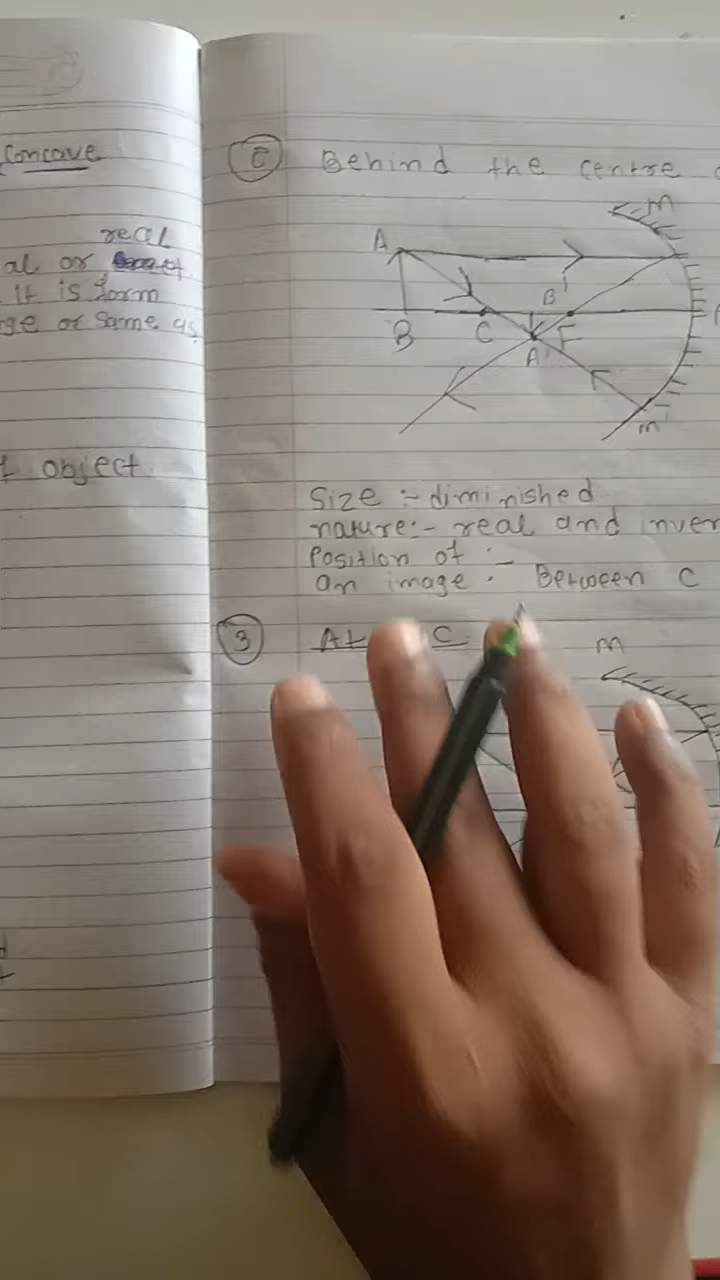 Concave
real
al or
It is form
ge or same as
t object.
② Behind the centre
M
A
B'
B C F
A'
M'
Size :- diminished
nature:- real and inver
Position of :-
an image :- Between C
③ At C
M